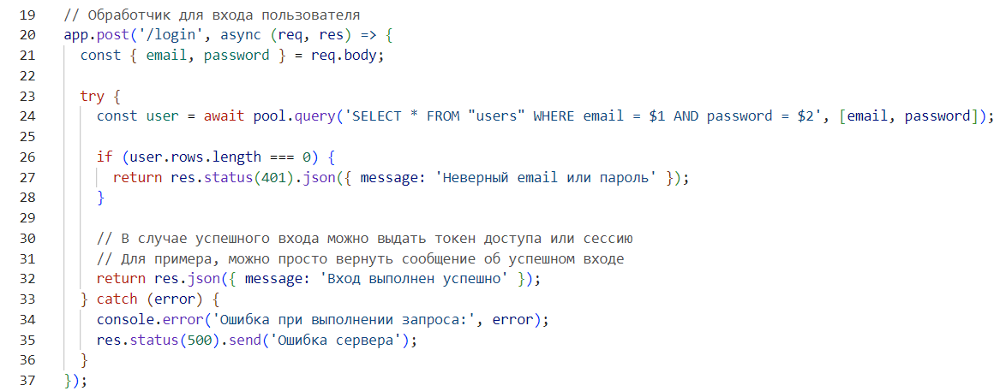 19 // Обработчик для входа пользователя
20 app.post('/login', async (req, res) => {
21   const { email, password } = req.body;
22
23   try {
24     const user = await pool.query('SELECT * FROM "users" WHERE email = $1 AND password = $2', [email, password]);
25
26     if (user.rows.length === 0) {
27       return res.status(401).json({ message: 'Неверный email или пароль' });
28     }
29
30     // В случае успешного входа можно выдать токен доступа или сессию
31     // Для примера, можно просто вернуть сообщение об успешном входе
32     return res.json({ message: 'Вход выполнен успешно' });
33   } catch (error) {
34     console.error('Ошибка при выполнении запроса:', error);
35     res.status(500).send('Ошибка сервера');
36   }
37 });